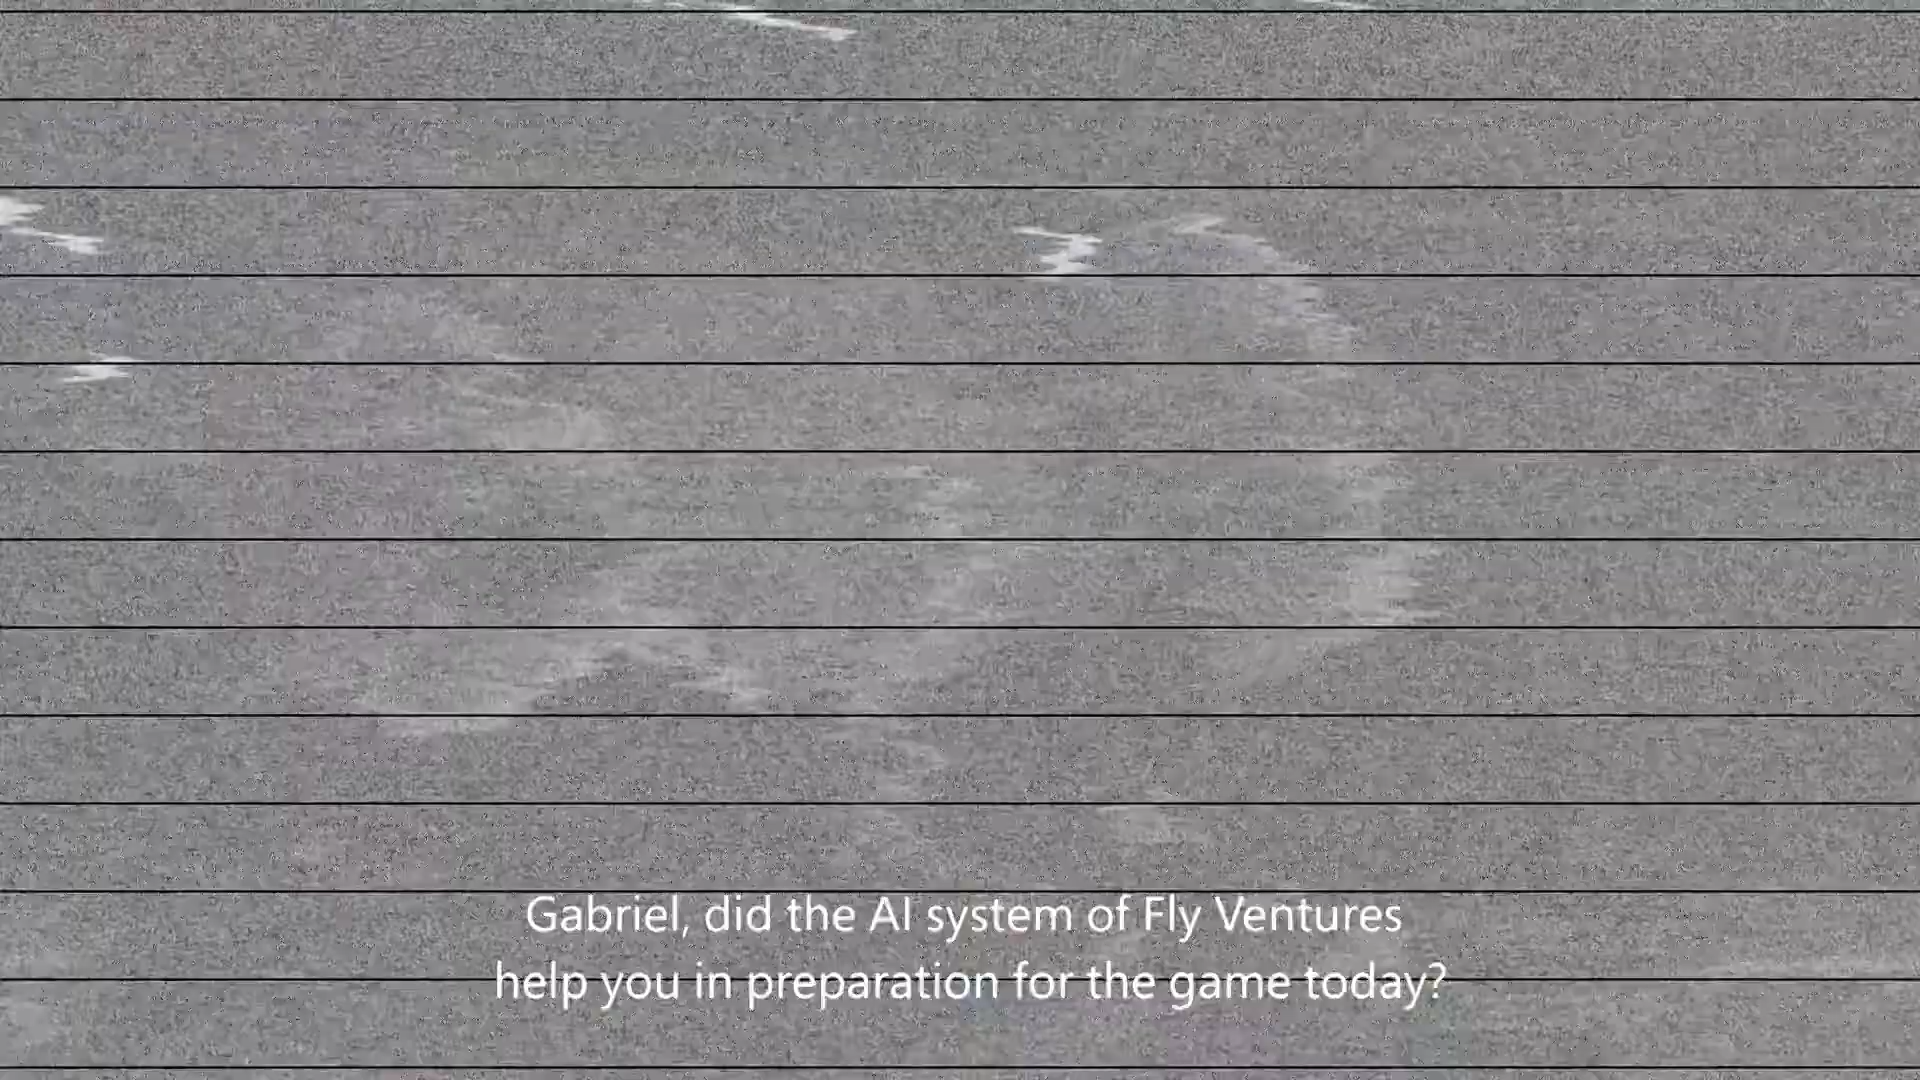 Gabriel, did the AI system of Fly Ventures
help you in preparation for the game today?